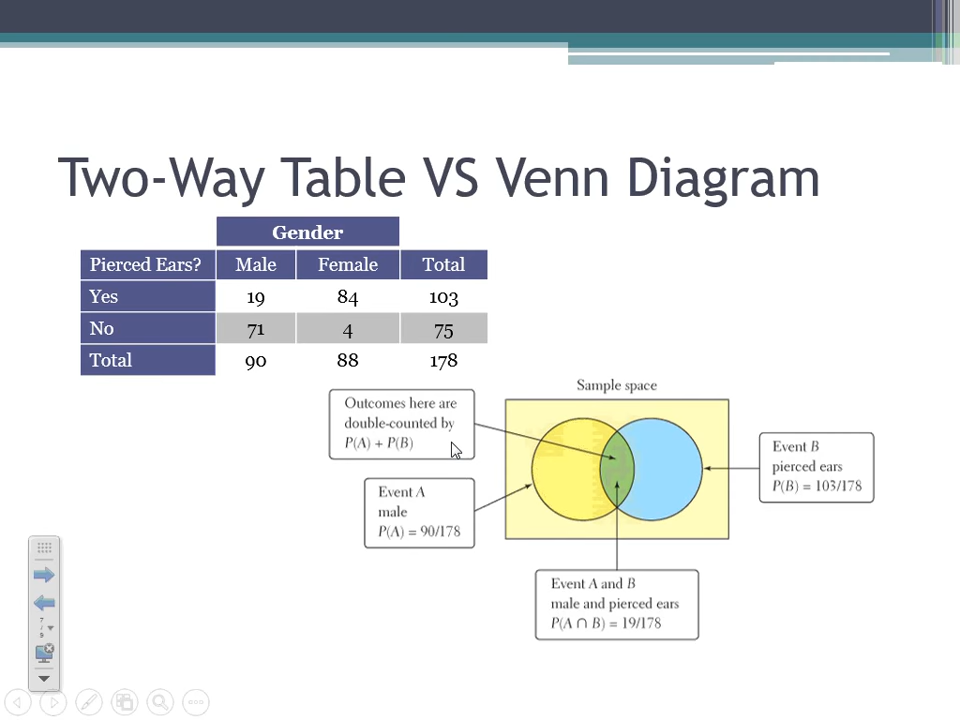 Two-Way Table VS Venn Diagram
Gender
Pierced Ears? Male Female Total
Yes 19 84 103
No 71 4 75
Total 90 88 178
Sample space
Outcomes here are
double-counted by
P(A) + P(B)
Event A
male
P(A) = 90/178
Event B
pierced ears
P(B) = 103/178
Event A and B
male and pierced ears
P(A ∩ B) = 19/178
7
/
9